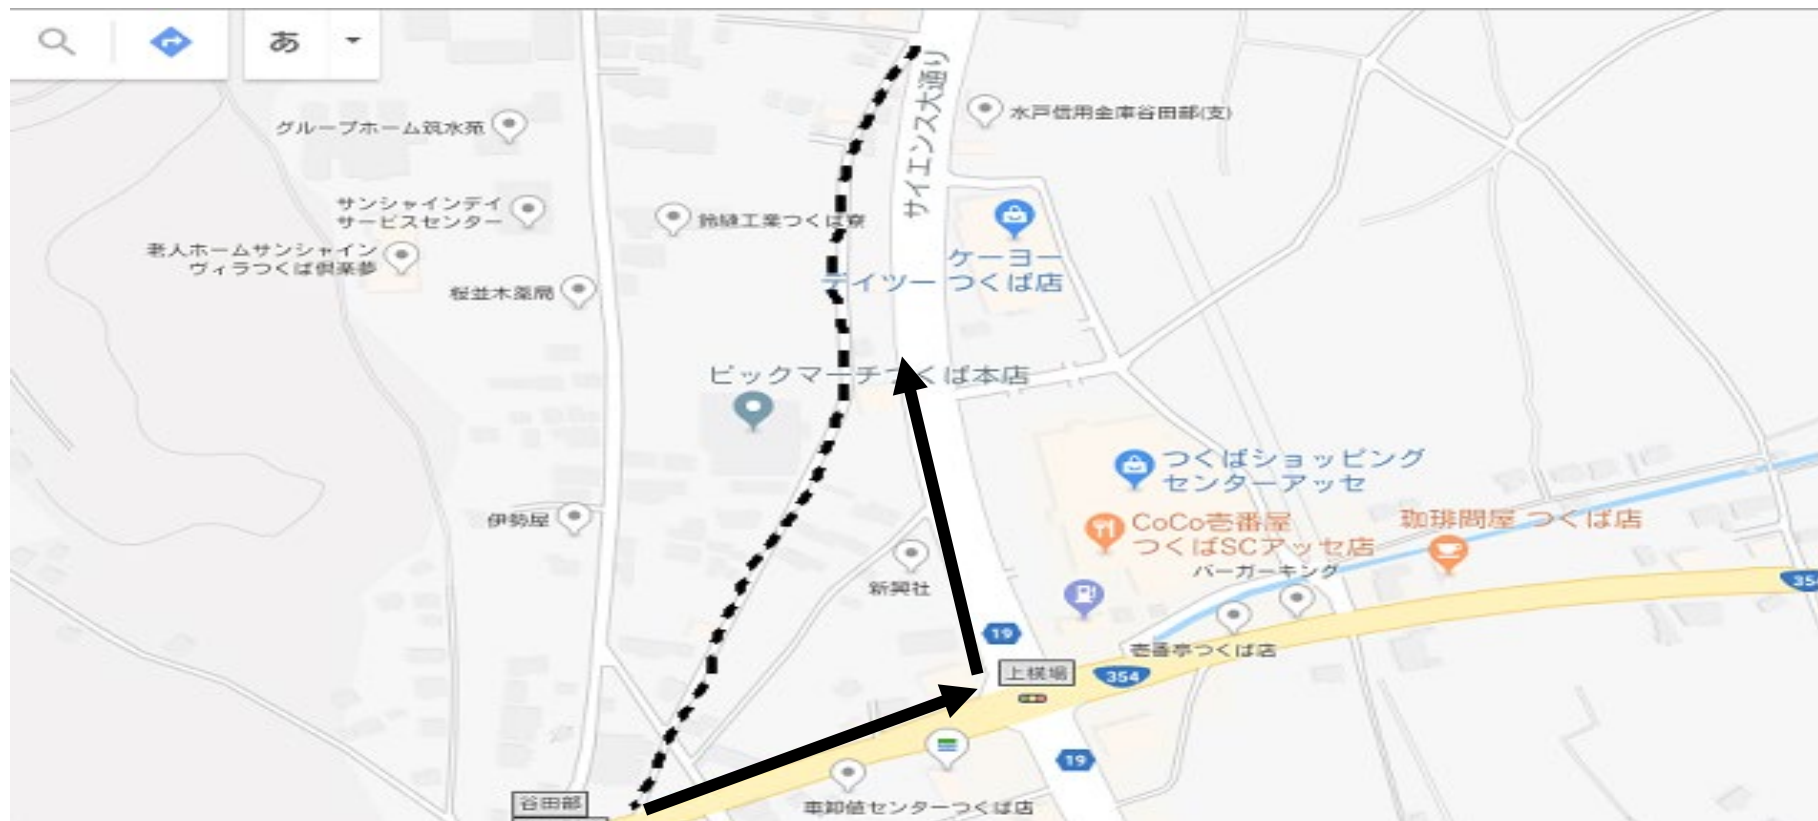 あ
サイエンス大通り
水戸信用金庫谷田部(支)
グループホーム筑水苑
サンシャインデイ
サービスセンター
鈴縫工業つくば寮
老人ホームサンシャイン
ヴィラつくば倶楽夢
ケーヨー
デイツー つくば店
桜並木薬局
ビックマーチつくば本店
つくばショッピング
センターアッセ
伊勢屋
CoCo壱番屋
つくばSCアッセ店
珈琲問屋 つくば店
バーガーキング
新興社
354
19
壱番亭つくば店
上横場
354
19
谷田部
車卸値センターつくば店